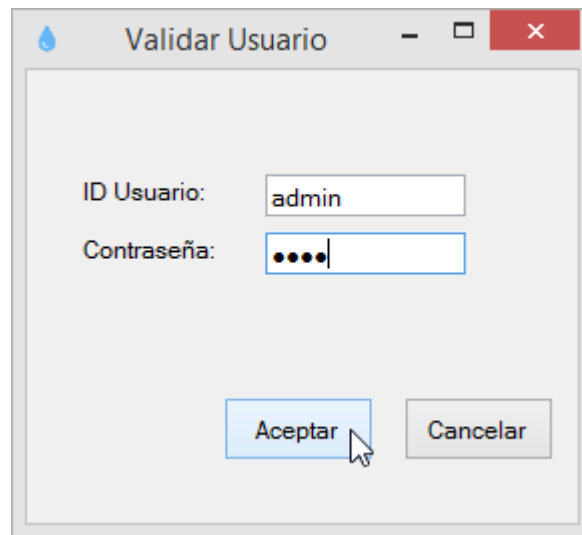 Validar Usuario
ID Usuario: admin
Contraseña: ●●●●
Aceptar Cancelar